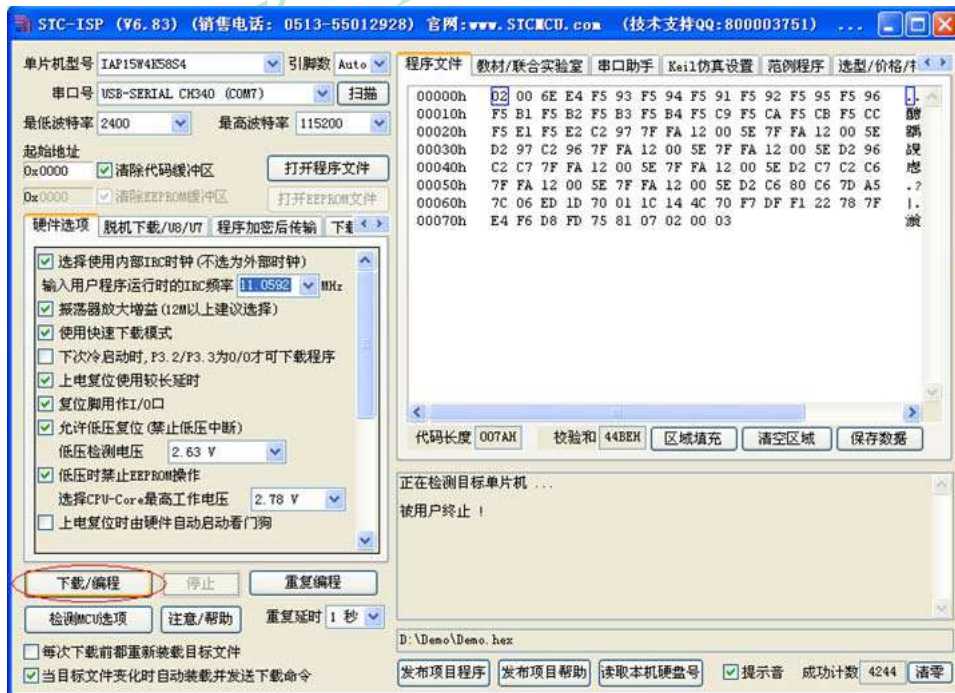 STC-ISP (V6.83) (销售电话: 0513-55012928) 官网:www.STCMCU.com (技术支持QQ:800003751) ...
单片机型号 IAP15W4K58S4 引脚数 Auto
串口号 USB-SERIAL CH340 (COM7) 扫描
最低波特率 2400 最高波特率 115200
起始地址
0x0000 清除代码缓冲区 打开程序文件
0x0000 清除EEPROM缓冲区 打开EEPROM文件
硬件选项 脱机下载/U8/U7 程序加密后传输
选择使用内部IRC时钟(不选为外部时钟)
输入用户程序运行时的IRC频率 11.0592 MHz
振荡器放大增益(12M以上建议选择)
使用快速下载模式
下次冷启动时,P3.2/P3.3为0/0才可下载程序
上电复位使用较长延时
复位脚用作I/O口
允许低压复位(禁止低压中断)
低压检测电压 2.63 V
低压时禁止EEPROM操作
选择CPU-Core最高工作电压 2.78 V
上电复位时由硬件自动启动看门狗
下载/编程 停止 重复编程
检测MCU选项 注意/帮助 重复延时 1 秒
每次下载前都重新装载目标文件
当目标文件变化时自动装载并发送下载命令
程序文件 教材/联合实验室 串口助手 Keil仿真设置 范例程序 选型/价格/
00000h 02 00 6E E4 F5 93 F5 94 F5 91 F5 92 F5 95 F5 96
00010h F5 B1 F5 B2 F5 B3 F5 B4 F5 C9 F5 CA F5 CB F5 CC
00020h F5 E1 F5 E2 C2 97 7F FA 12 00 5E 7F FA 12 00 5E
00030h D2 97 C2 96 7F FA 12 00 5E 7F FA 12 00 5E D2 96
00040h C2 C7 7F FA 12 00 5E 7F FA 12 00 5E D2 C7 C2 C6
00050h 7F FA 12 00 5E 7F FA 12 00 5E D2 C6 80 C6 7D A5 .?
00060h 7C 06 ED 1D 70 01 1C 14 4C 70 F7 DF F1 22 78 7F |.
00070h E4 F6 D8 FD 75 81 07 02 00 03
代码长度 007AH 校验和 44BEH 区域填充 清空区域 保存数据
正在检测目标单片机 ...
被用户终止 !
D:\Demo\Demo.hex
发布项目程序 发布项目帮助 读取本机硬盘号 提示音 成功计数 4244 清零